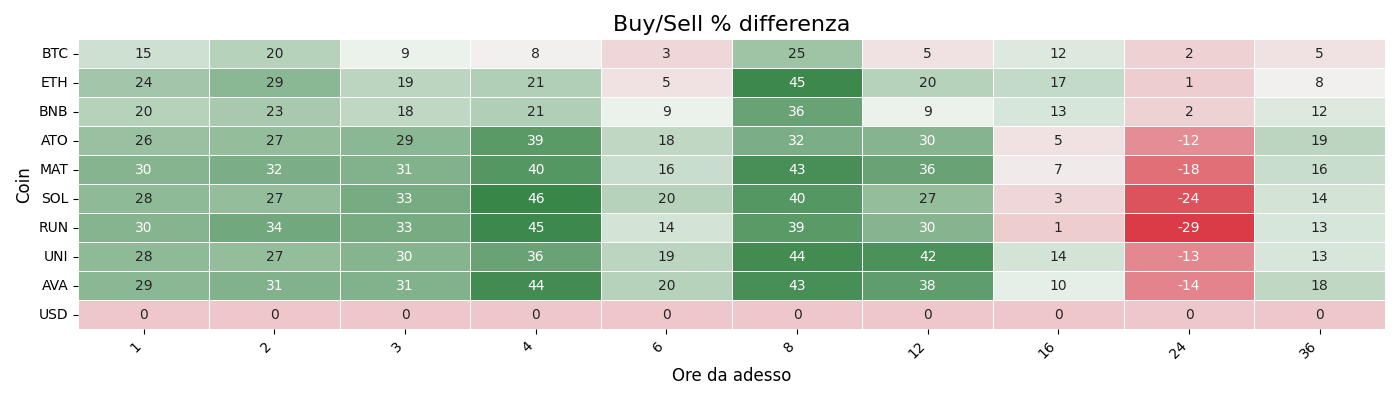 Buy/Sell % differenza
Coin
BTC 15 20 9 8 3 25 5 12 2 5
ETH 24 29 19 21 5 45 20 17 1 8
BNB 20 23 18 21 9 36 9 13 2 12
ATO 26 27 29 39 18 32 30 5 -12 19
MAT 30 32 31 40 16 43 36 7 -18 16
SOL 28 27 33 46 20 40 27 3 -24 14
RUN 30 34 33 45 14 39 30 1 -29 13
UNI 28 27 30 36 19 44 42 14 -13 13
AVA 29 31 31 44 20 43 38 10 -14 18
USD 0 0 0 0 0 0 0 0 0 0
1 2 3 4 6 8 12 16 24 36
Ore da adesso